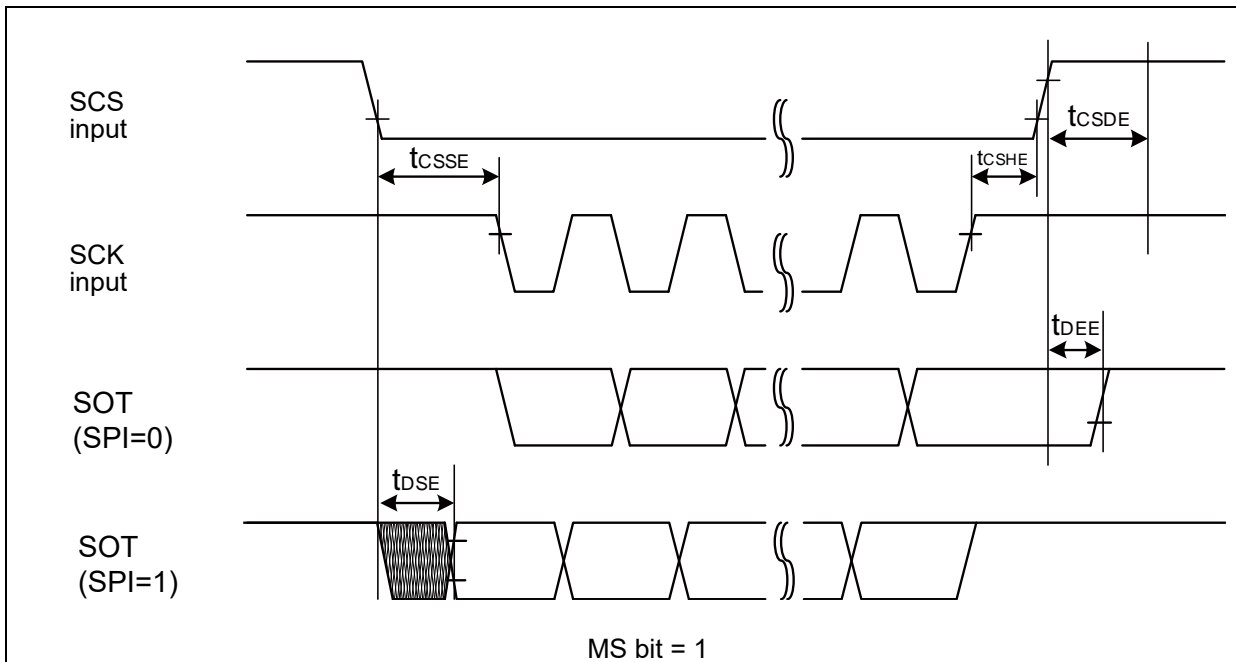 SCS
input
tCSSE
tCSHE
tCSDE
SCK
input
tDEE
SOT
(SPI=0)
tDSE
SOT
(SPI=1)
MS bit = 1